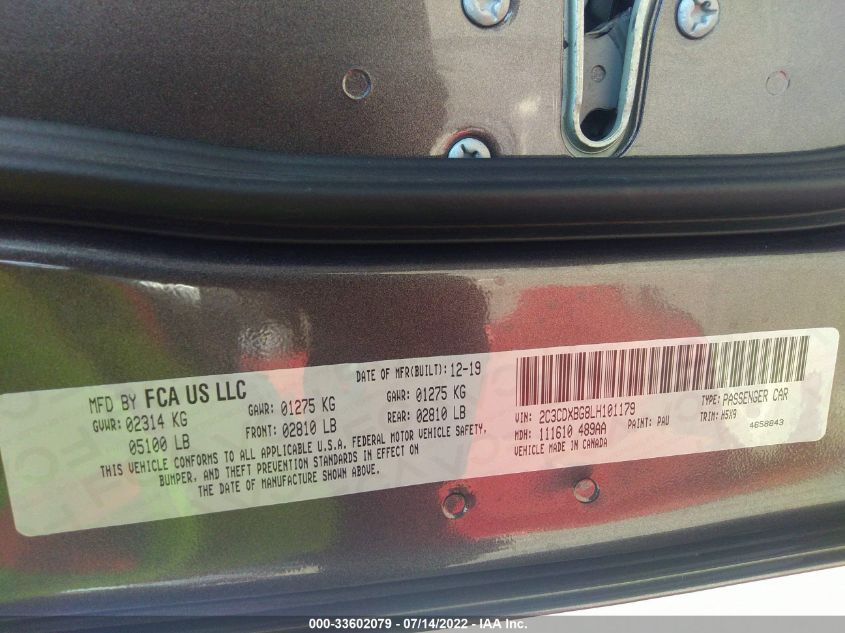 MFD BY FCA US LLC
DATE OF MFR(BUILT): 12-19
GVWR: 02314 KG
GAWR: 01275 KG
GAWR: 01275 KG
05100 LB
FRONT: 02810 LB
REAR: 02810 LB
THIS VEHICLE CONFORMS TO ALL APPLICABLE U.S.A. FEDERAL MOTOR VEHICLE SAFETY,
BUMPER, AND THEFT PREVENTION STANDARDS IN EFFECT ON
THE DATE OF MANUFACTURE SHOWN ABOVE.
VIN: 2C3CDXBG8LH101179
TYPE: PASSENGER CAR
MDH: 111610 489AA
PAINT: PAU
TRIM: H5X9
VEHICLE MADE IN CANADA
4658843
000-33602079 - 07/14/2022 - IAA Inc.